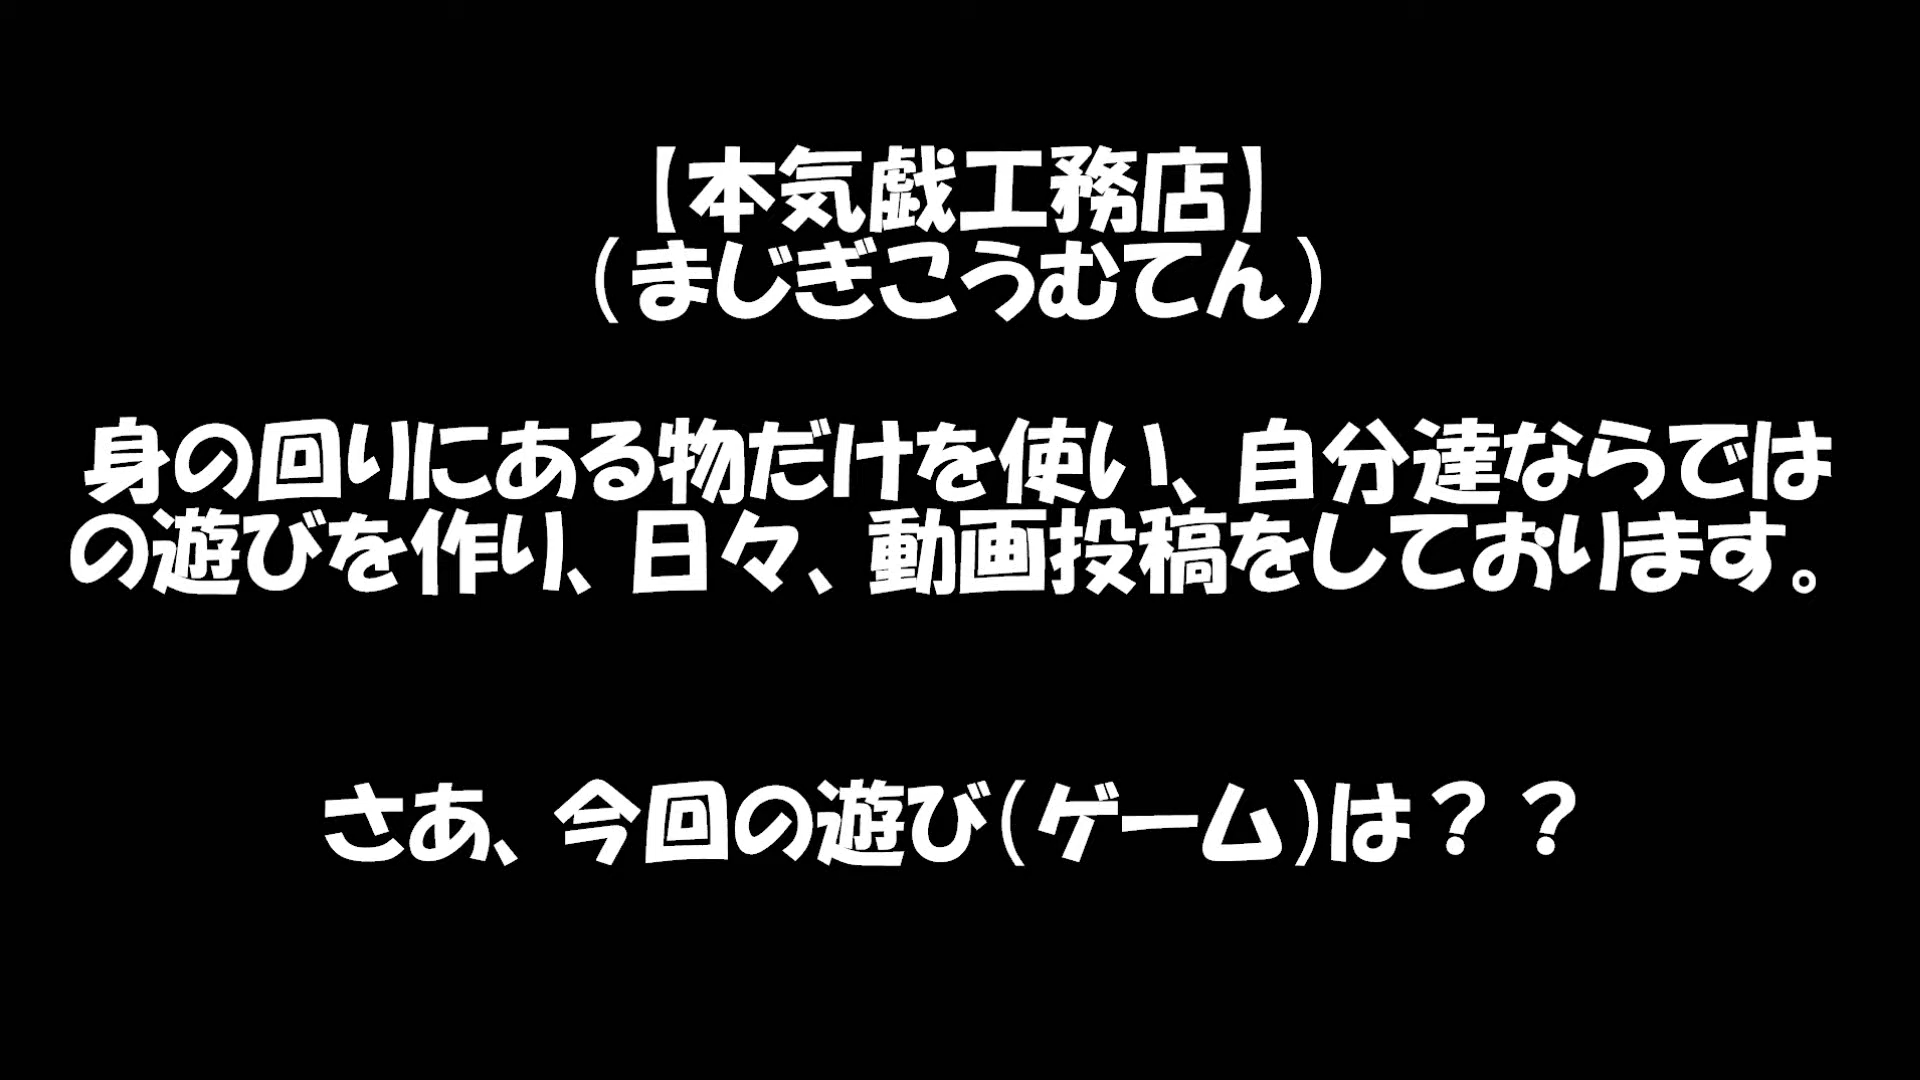 【本気戯工務店】
(まじぎこうむてん)
身の回りにある物だけを使い、自分達ならでは
の遊びを作り、日々、動画投稿をしております。
さあ、今回の遊び(ゲーム)は？？